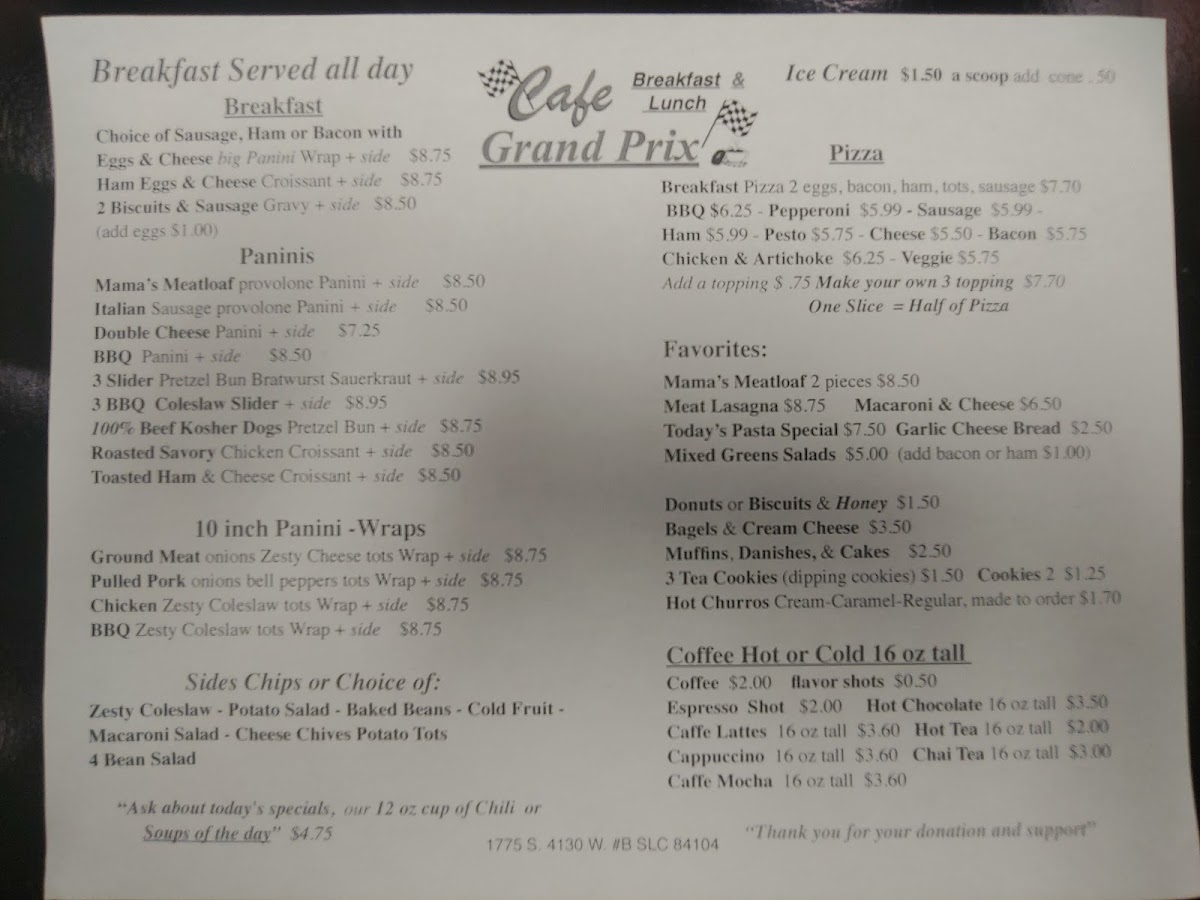 Breakfast Served all day
Breakfast
Choice of Sausage, Ham or Bacon with
Eggs & Cheese big Panini Wrap + side $8.75
Ham Eggs & Cheese Croissant + side $8.75
2 Biscuits & Sausage Gravy + side $8.50
(add eggs $1.00)
Paninis
Mama's Meatloaf provolone Panini + side $8.50
Italian Sausage provolone Panini + side $8.50
Double Cheese Panini + side $7.25
BBQ Panini + side $8.50
3 Slider Pretzel Bun Bratwurst Sauerkraut + side $8.95
3 BBQ Coleslaw Slider + side $8.95
100% Beef Kosher Dogs Pretzel Bun + side $8.75
Roasted Savory Chicken Croissant + side $8.50
Toasted Ham & Cheese Croissant + side $8.50
10 inch Panini -Wraps
Ground Meat onions Zesty Cheese tots Wrap + side $8.75
Pulled Pork onions bell peppers tots Wrap + side $8.75
Chicken Zesty Coleslaw tots Wrap + side $8.75
BBQ Zesty Coleslaw tots Wrap + side $8.75
Sides Chips or Choice of:
Zesty Coleslaw - Potato Salad - Baked Beans - Cold Fruit -
Macaroni Salad - Cheese Chives Potato Tots
4 Bean Salad
"Ask about today's specials, our 12 oz cup of Chili or
Soups of the day" $4.75
Cafe
Grand Prix
Breakfast &
Lunch
Ice Cream $1.50 a scoop add cone .50
Pizza
Breakfast Pizza 2 eggs, bacon, ham, tots, sausage $7.70
BBQ $6.25 - Pepperoni $5.99 - Sausage $5.99 -
Ham $5.99 - Pesto $5.75 - Cheese $5.50 - Bacon $5.75
Chicken & Artichoke $6.25 - Veggie $5.75
Add a topping $ .75 Make your own 3 topping $7.70
One Slice = Half of Pizza
Favorites:
Mama's Meatloaf 2 pieces $8.50
Meat Lasagna $8.75 Macaroni & Cheese $6.50
Today's Pasta Special $7.50 Garlic Cheese Bread $2.50
Mixed Greens Salads $5.00 (add bacon or ham $1.00)
Donuts or Biscuits & Honey $1.50
Bagels & Cream Cheese $3.50
Muffins, Danishes, & Cakes $2.50
3 Tea Cookies (dipping cookies) $1.50 Cookies 2 $1.25
Hot Churros Cream-Caramel-Regular, made to order $1.70
Coffee Hot or Cold 16 oz tall
Coffee $2.00 flavor shots $0.50
Espresso Shot $2.00 Hot Chocolate 16 oz tall $3.50
Caffe Lattes 16 oz tall $3.60 Hot Tea 16 oz tall $2.00
Cappuccino 16 oz tall $3.60 Chai Tea 16 oz tall $3.00
Caffe Mocha 16 oz tall $3.60
"Thank you for your donation and support"
1775 S. 4130 W. #B SLC 84104